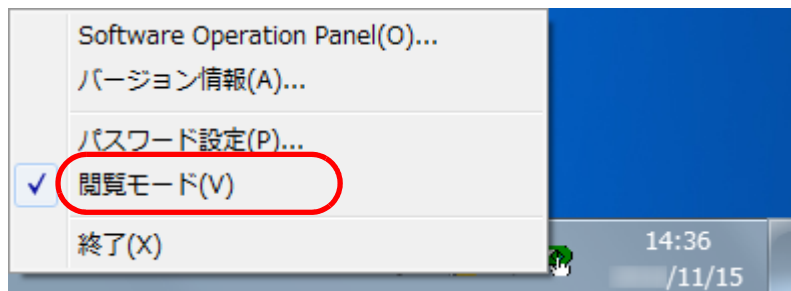 Software Operation Panel(O)...
バージョン情報(A)...
パスワード設定(P)...
閲覧モード(V)
終了(X)
14:36
/11/15